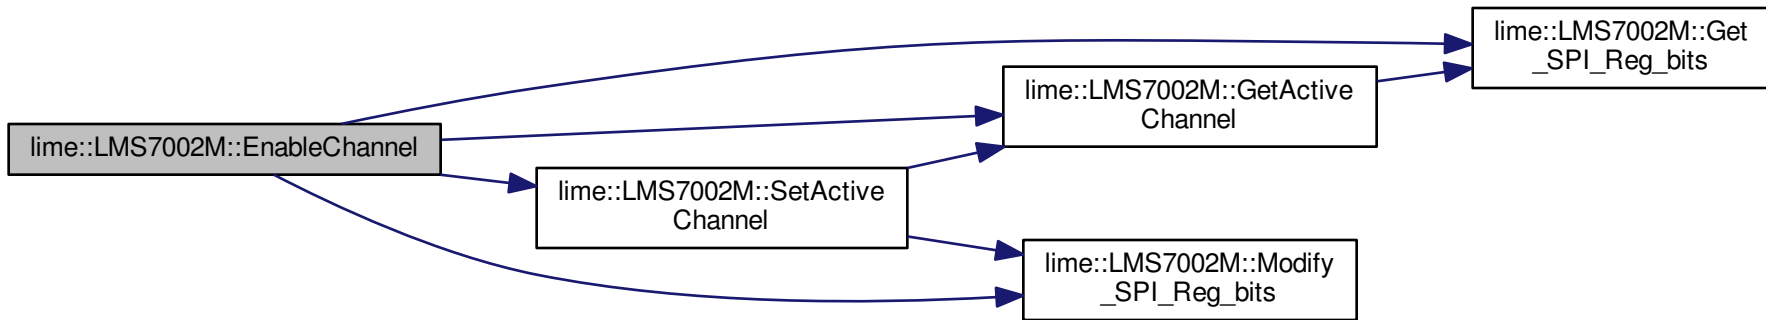 lime::LMS7002M::EnableChannel
lime::LMS7002M::SetActive
Channel
lime::LMS7002M::GetActive
Channel
lime::LMS7002M::Modify
_SPI_Reg_bits
lime::LMS7002M::Get
_SPI_Reg_bits